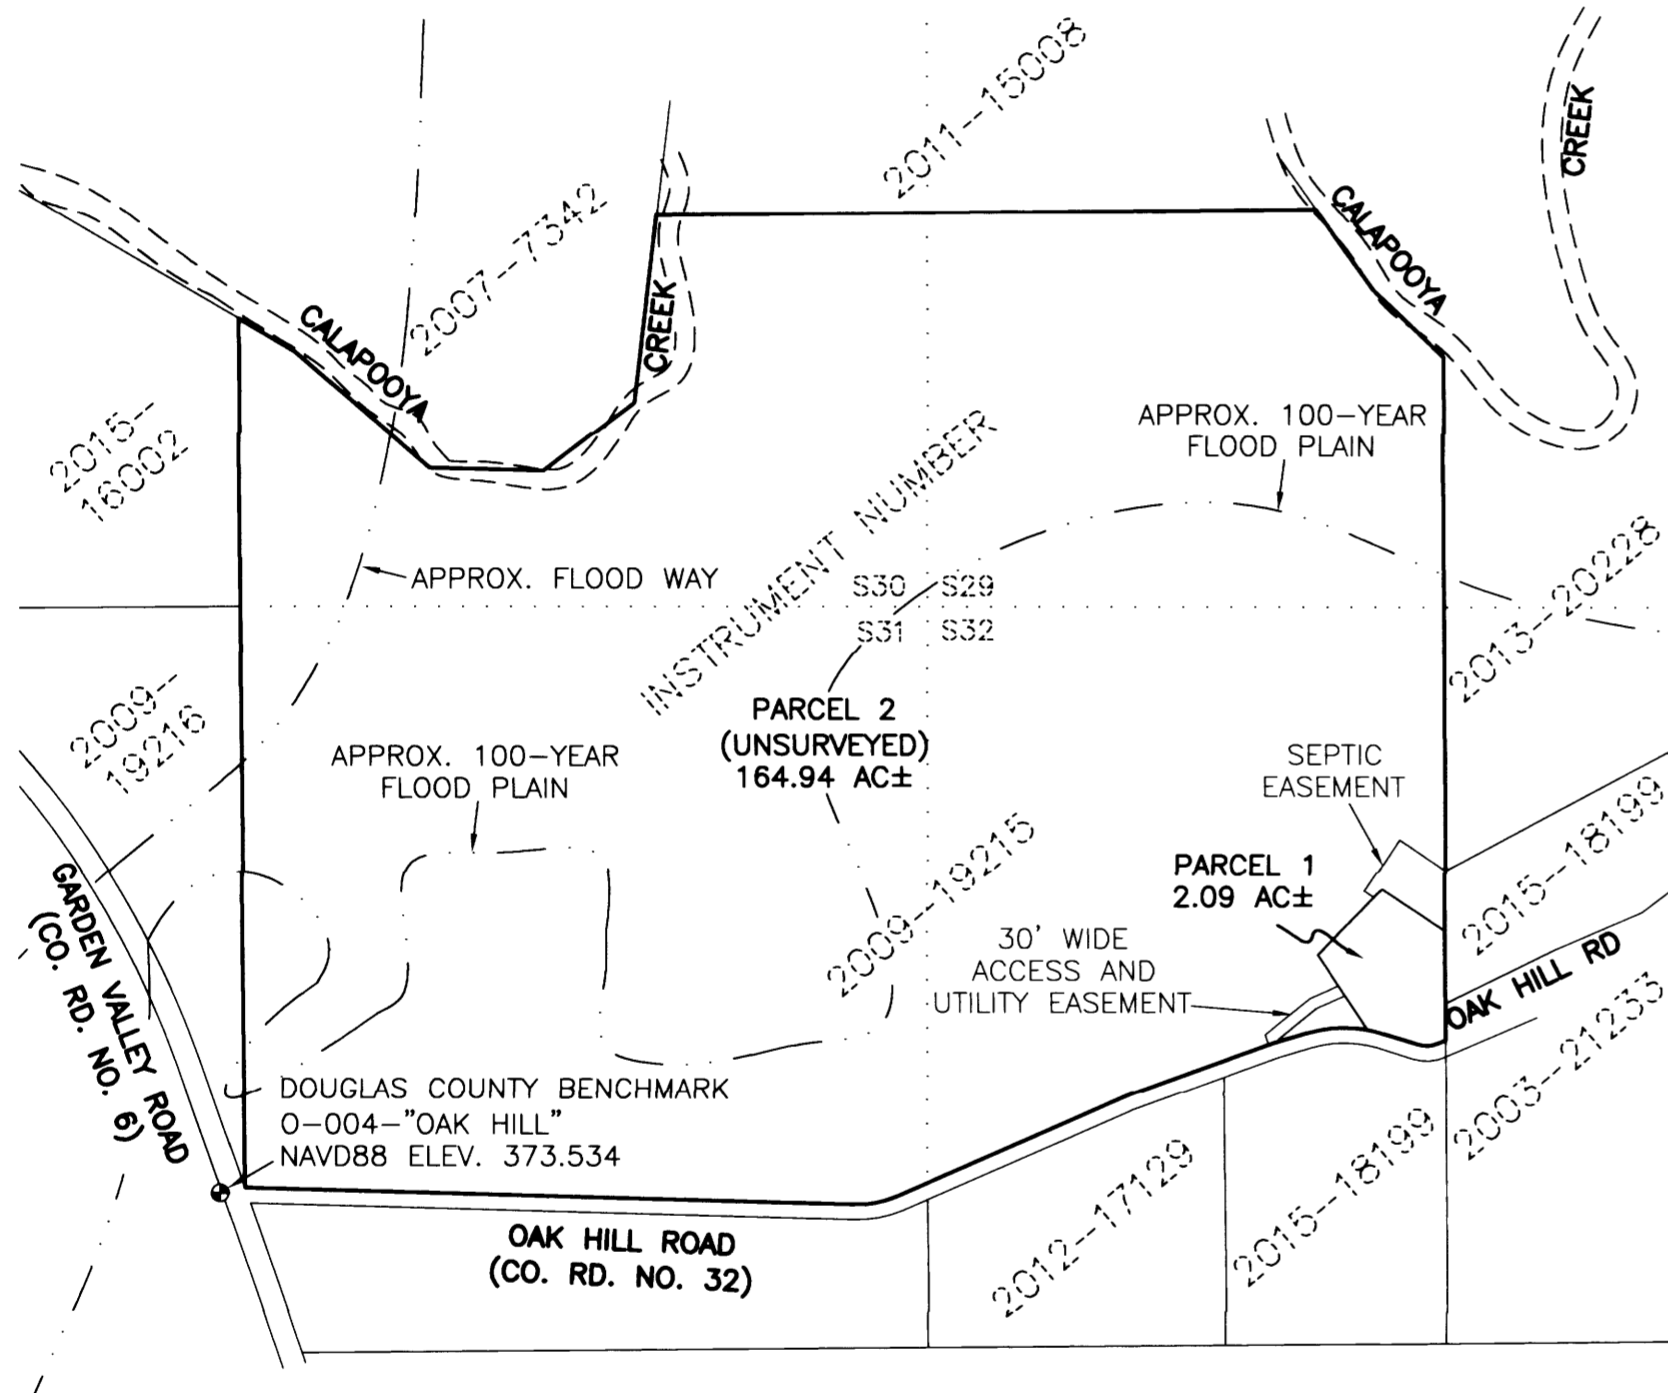 2011-15008
CREEK
CALAPOOYA
2007-7342
CREEK
CALAPOOYA
2015-
16002
APPROX. 100-YEAR
FLOOD PLAIN
INSTRUMENT NUMBER
APPROX. FLOOD WAY
S30 S29
S31 S32
2013-20228
2009-
19216
PARCEL 2
(UNSURVEYED)
164.94 AC±
APPROX. 100-YEAR
FLOOD PLAIN
SEPTIC
EASEMENT
2009-19215
PARCEL 1
2.09 AC±
2015-18199
30' WIDE
ACCESS AND
UTILITY EASEMENT
OAK HILL RD
GARDEN VALLEY ROAD
(CO. RD. NO. 6)
DOUGLAS COUNTY BENCHMARK
O-004-"OAK HILL"
NAVD88 ELEV. 373.534
2003-21233
2012-17129
2015-18199
OAK HILL ROAD
(CO. RD. NO. 32)